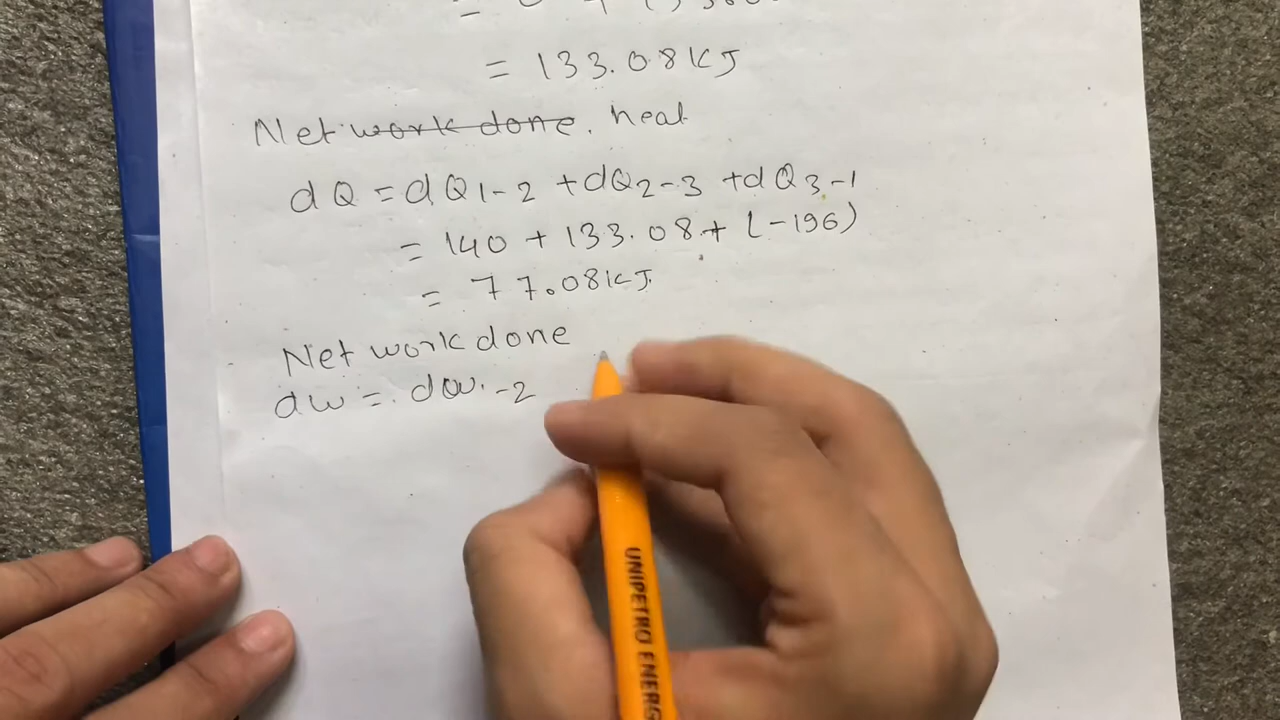 = 133.08 KJ
Net work done. heat
dQ = dQ1-2 + dQ2-3 + dQ3-1
= 140 + 133.08 + (-196)
= 77.08 KJ.
Net work done
dw = dw -2
UNIPETRO ENERG